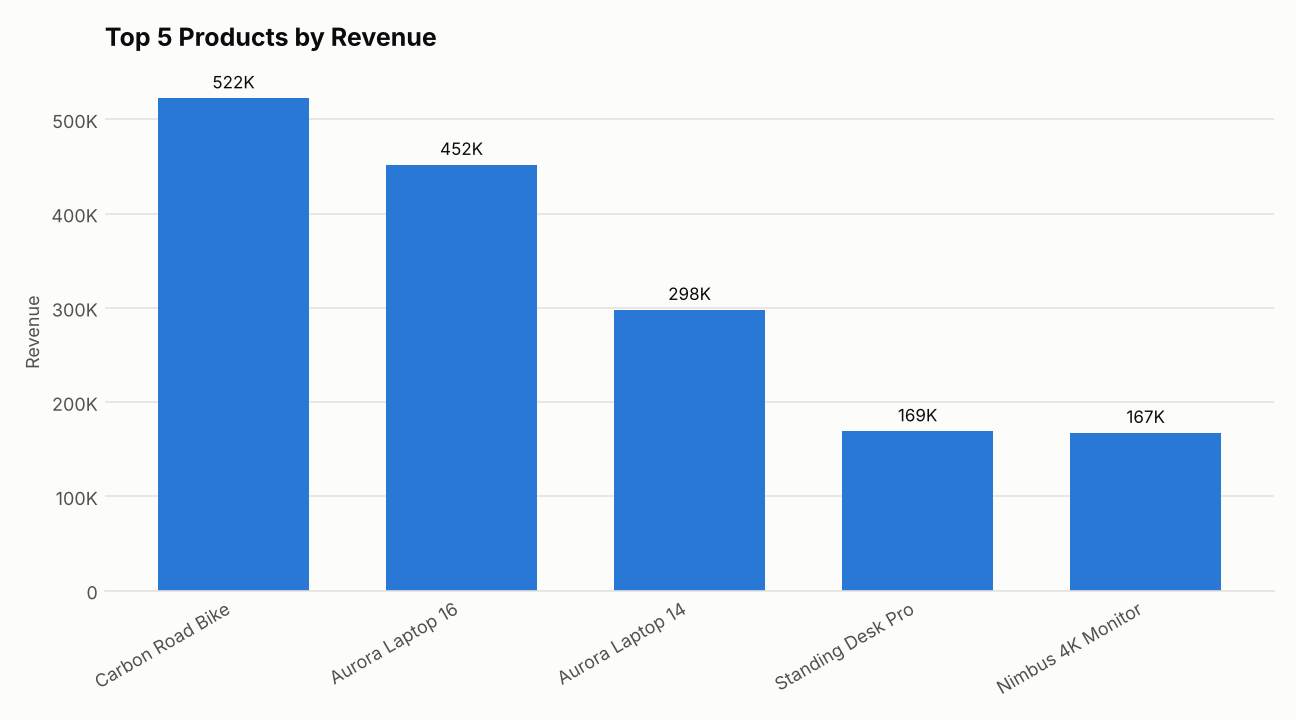 Top 5 Products by Revenue
522K
452K
298K
169K
167K
500K
400K
300K
200K
100K
0
Revenue
Carbon Road Bike
Aurora Laptop 16
Aurora Laptop 14
Standing Desk Pro
Nimbus 4K Monitor